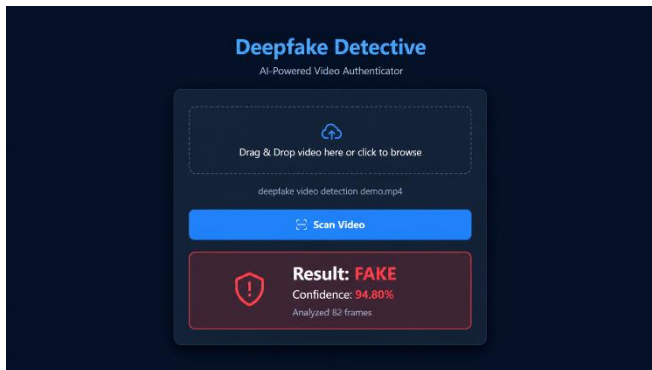 Deepfake Detective
AI-Powered Video Authenticator
Drag & Drop video here or click to browse
deepfake video detection demo.mp4
Scan Video
Result: FAKE
Confidence: 94.80%
Analyzed 82 frames